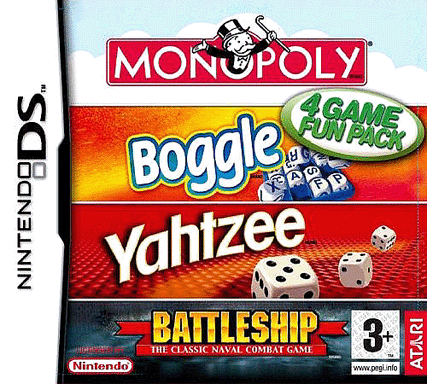 NINTENDO DS™
MONOPOLY
4 GAME
FUN PACK
Boggle
Yahtzee
BATTLESHIP
THE CLASSIC NAVAL COMBAT GAME
Nintendo
3+
www.pegi.info
ATARI